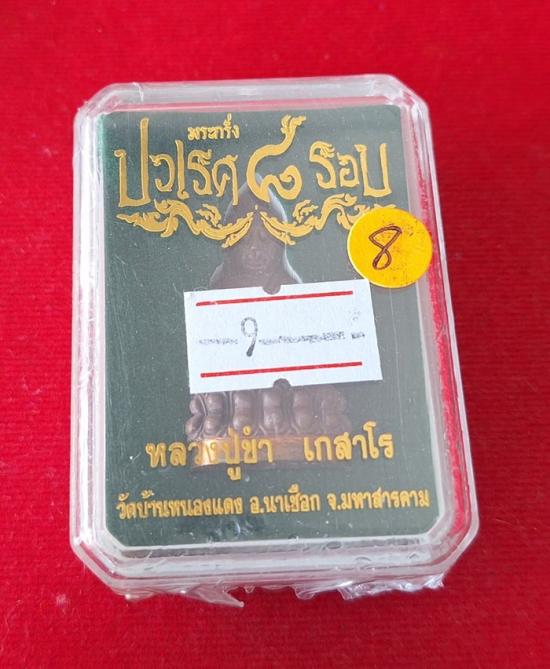 พระกริ่ง
ปวเรศ ๘ รอบ
8
9
หลวงปู่ขำ เกสาโร
วัดบ้านหนองแดง อ.นาเชือก จ.มหาสารคาม